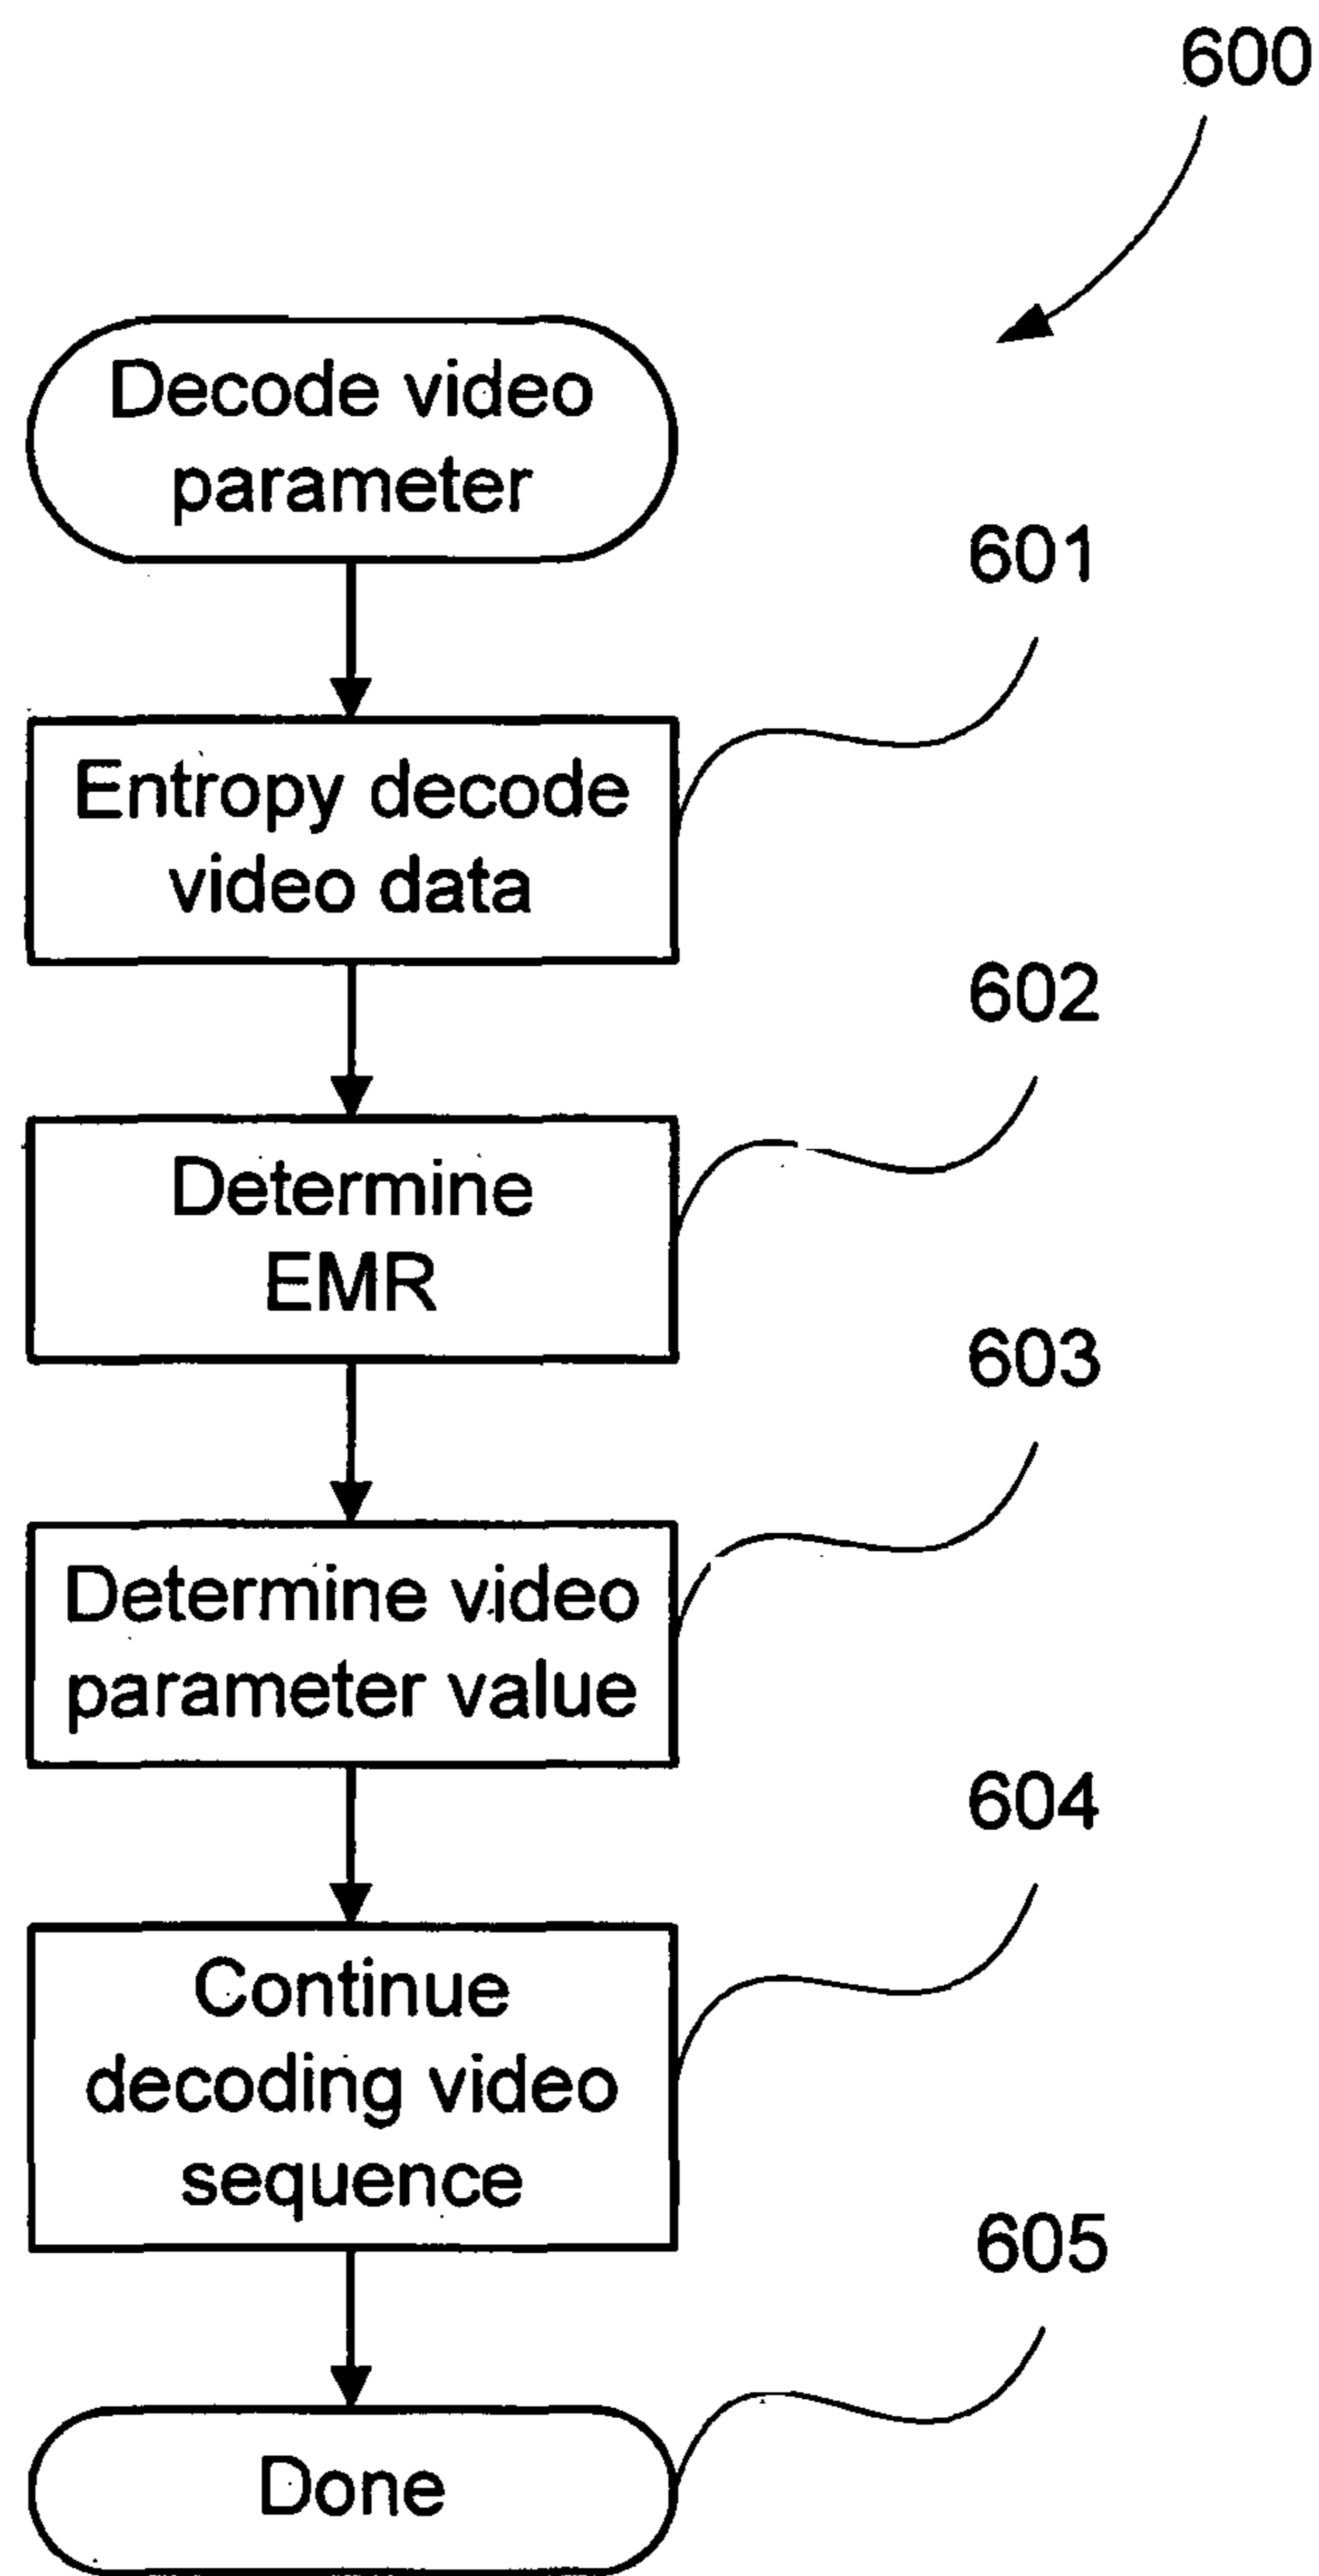 600
Decode video
parameter
601
Entropy decode
video data
602
Determine
EMR
603
Determine video
parameter value
604
Continue
decoding video
sequence
605
Done